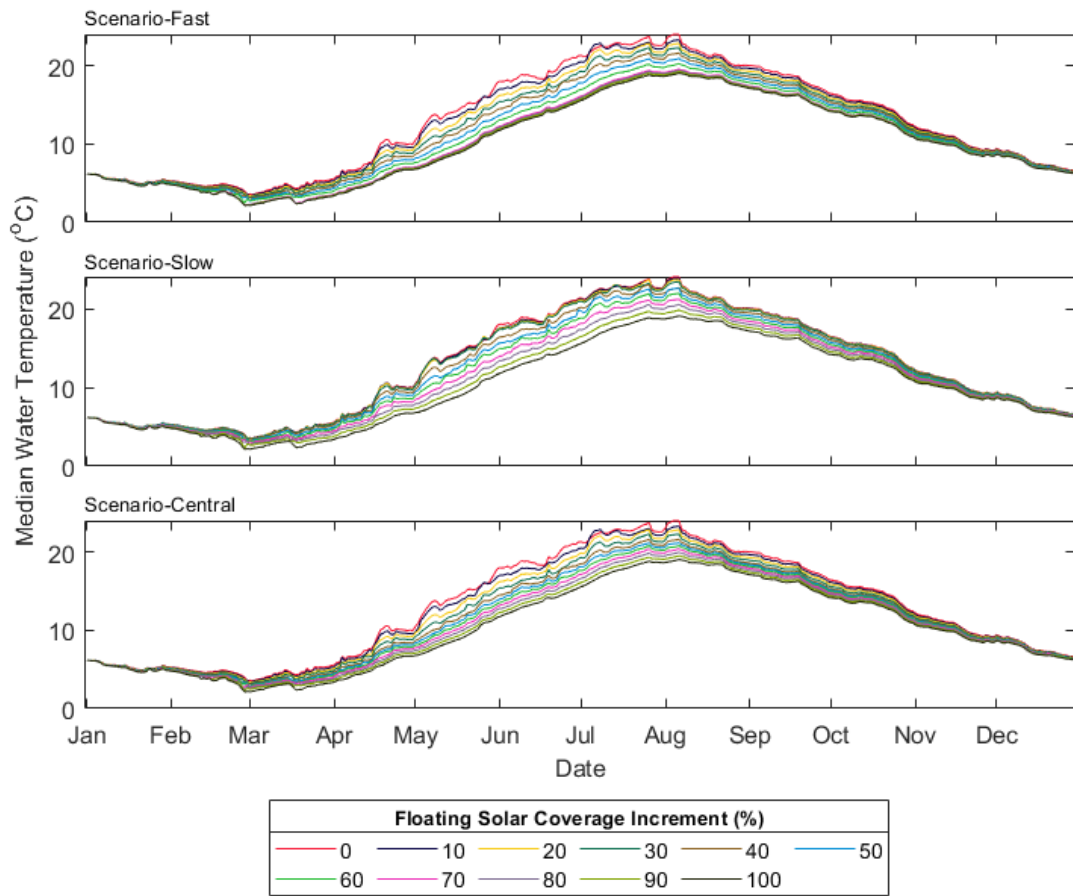 Scenario-Fast
20
10
0
Scenario-Slow
20
10
0
Median Water Temperature (°C)
Scenario-Central
20
10
0
Jan Feb Mar Apr May Jun Jul Aug Sep Oct Nov Dec
Date
Floating Solar Coverage Increment (%)
0 10 20 30 40 50
60 70 80 90 100